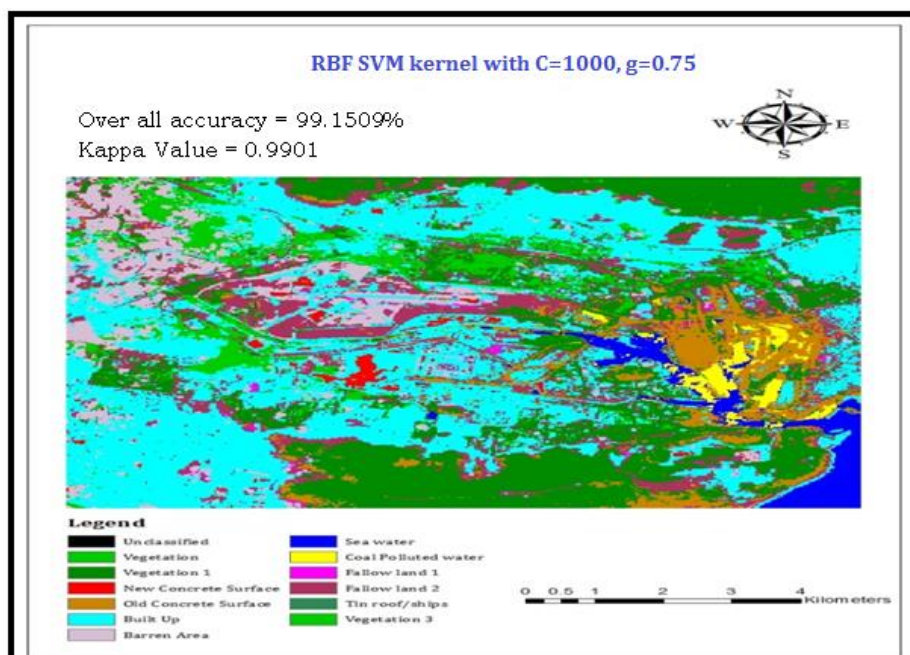 RBF SVM kernel with C=1000, g=0.75
Over all accuracy = 99.1509%
Kappa Value = 0.9901
N
W E
S
Legend
Unclassified
Vegetation
Vegetation 1
New Concrete Surface
Old Concrete Surface
Built Up
Barren Area
Sea water
Coal Polluted water
Fallow land 1
Fallow land 2
Tin roof/ships
Vegetation 3
0 0.5 1 2 3 4
Kilometers